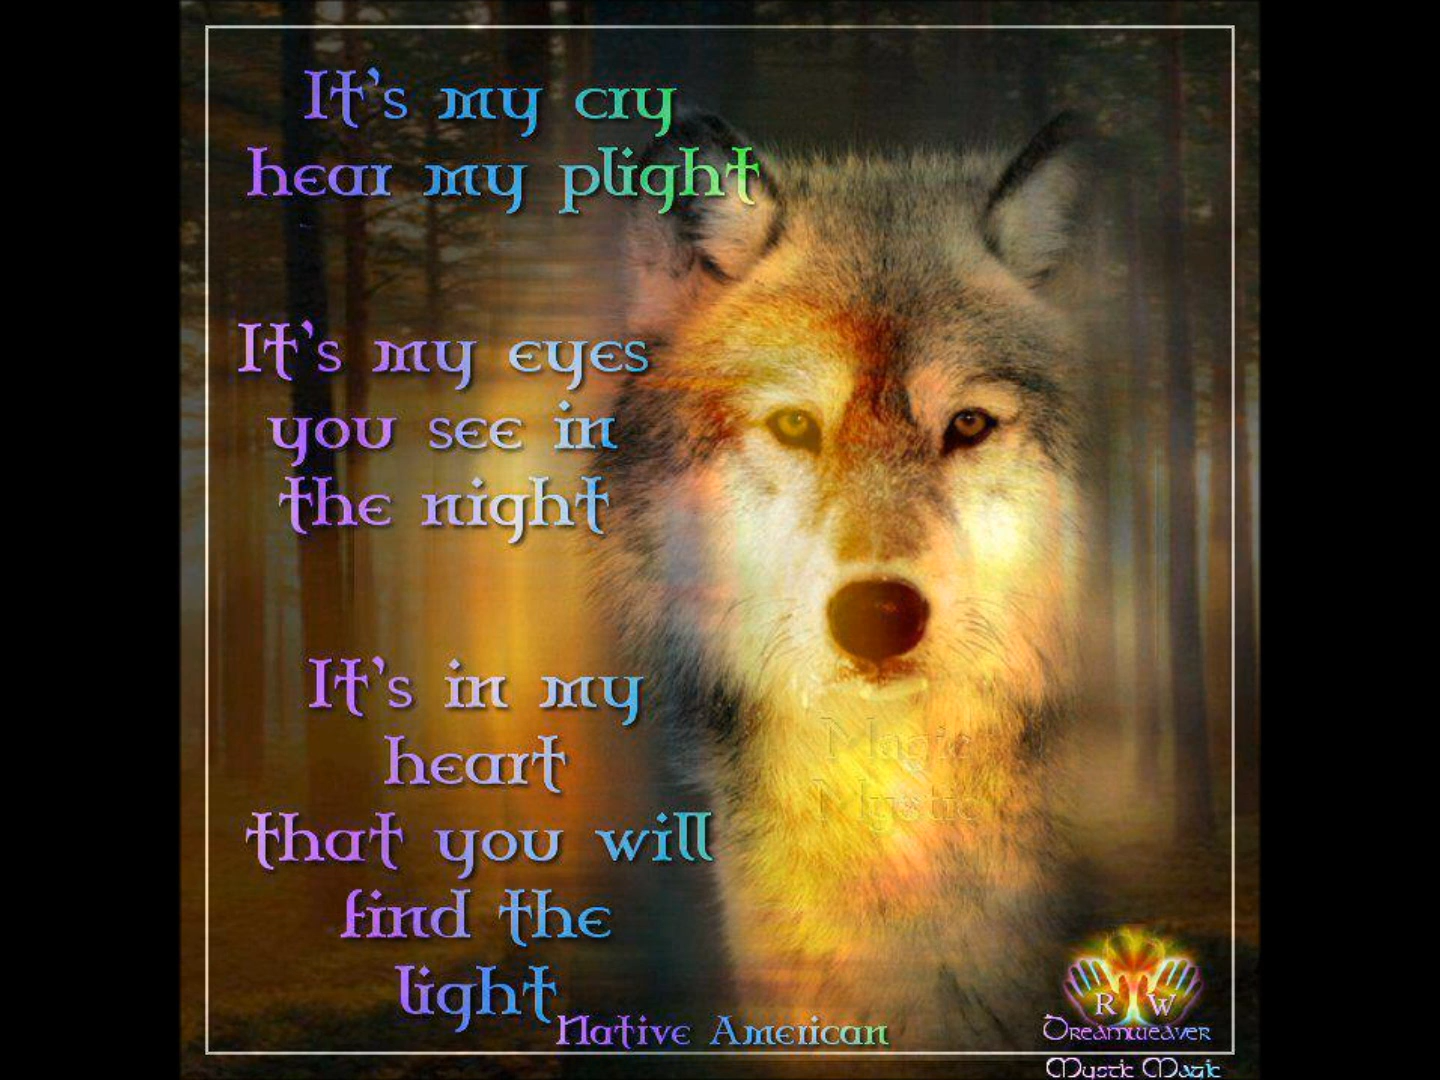 It's my cry
hear my plight
It's my eyes
you see in
the night
It's in my
heart
that you will
find the
light
Native American
Magic
Mystic
R W
Dreamweaver
Mystic Magic